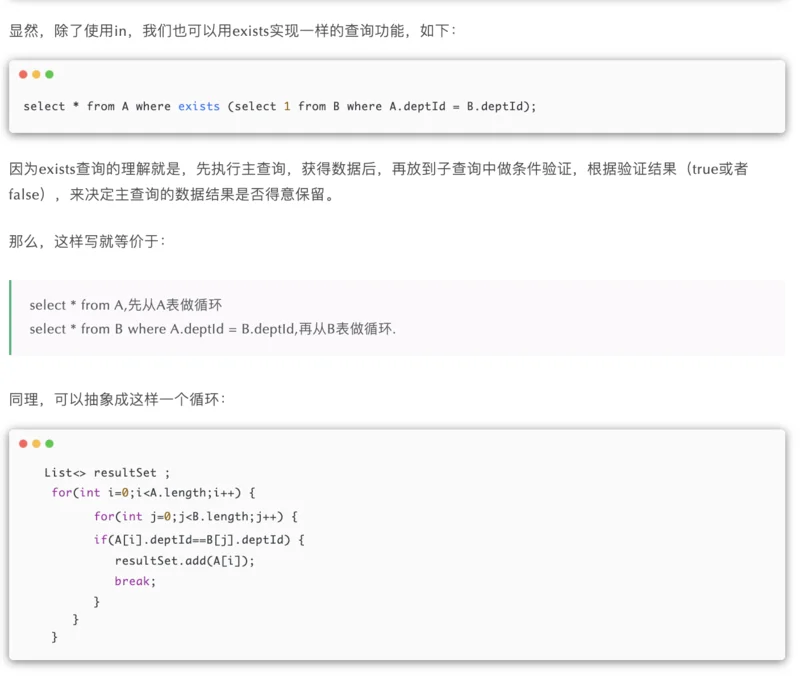 显然，除了使用in，我们也可以用exists实现一样的查询功能，如下：
select * from A where exists (select 1 from B where A.deptId = B.deptId);
因为exists查询的理解就是，先执行主查询，获得数据后，再放到子查询中做条件验证，根据验证结果（true或者
false），来决定主查询的数据结果是否得意保留。
那么，这样写就等价于：
select * from A,先从A表做循环
select * from B where A.deptId = B.deptId,再从B表做循环.
同理，可以抽象成这样一个循环：
List<> resultSet ;
for(int i=0;i<A.length;i++) {
for(int j=0;j<B.length;j++) {
if(A[i].deptId==B[j].deptId) {
resultSet.add(A[i]);
break;
}
}
}